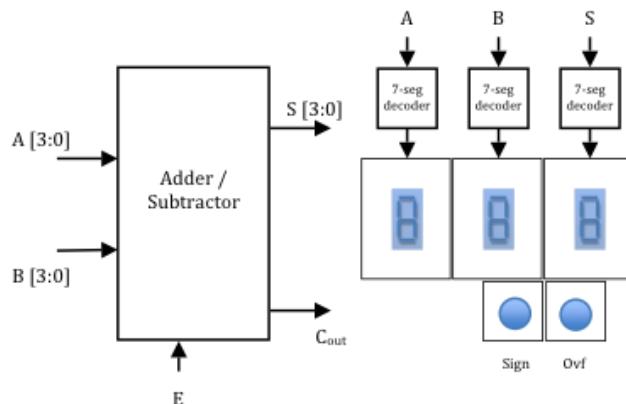 A B S
7-seg decoder
7-seg decoder
7-seg decoder
S [3:0]
A [3:0]
Adder /
Subtractor
B [3:0]
Cout
E
Sign Ovf